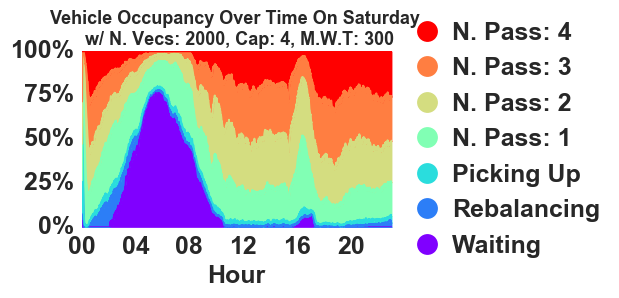 Vehicle Occupancy Over Time On Saturday
w/ N. Vecs: 2000, Cap: 4, M.W.T: 300
100%
75%
50%
25%
0%
00 04 08 12 16 20
Hour
N. Pass: 4
N. Pass: 3
N. Pass: 2
N. Pass: 1
Picking Up
Rebalancing
Waiting